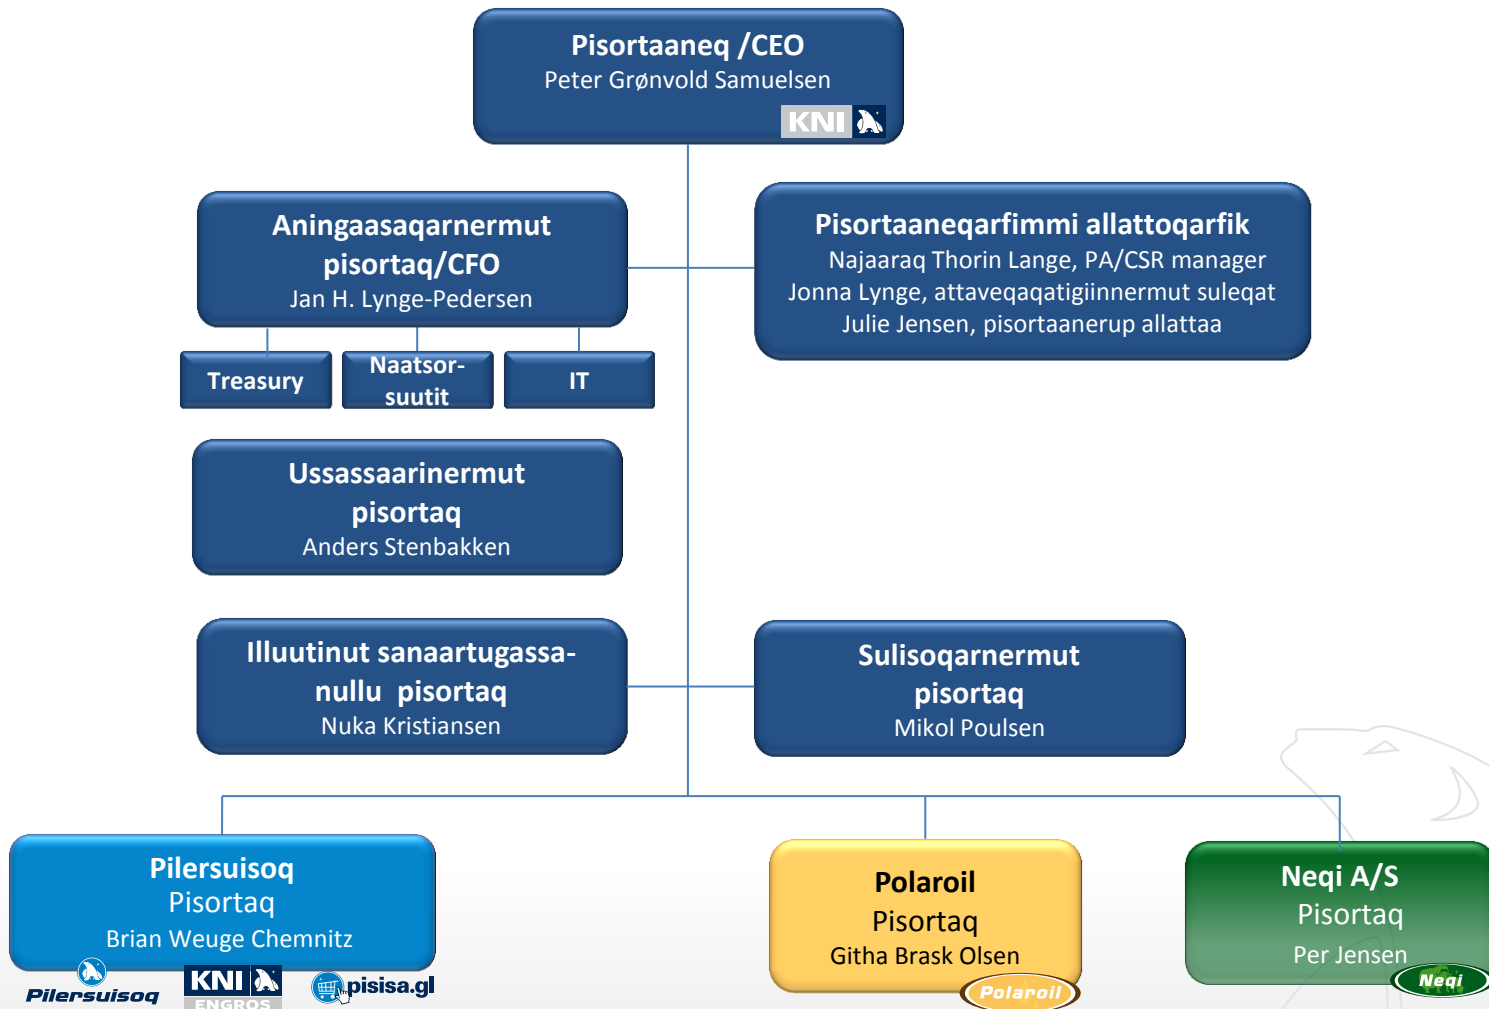 Pisortaaneq /CEO
Peter Grønvold Samuelsen
KNI
Aningaasaqarnermut
pisortaq/CFO
Jan H. Lynge-Pedersen
Pisortaaneqarfimmi allattoqarfik
Najaaraq Thorin Lange, PA/CSR manager
Jonna Lynge, attaveqaqatigiinnermut suleqat
Julie Jensen, pisortaanerup allattaa
Treasury
Naatsor-
suutit
IT
Ussassaarinermut
pisortaq
Anders Stenbakken
Illuutinut sanaartugassa-
nullu pisortaq
Nuka Kristiansen
Sulisoqarnermut
pisortaq
Mikol Poulsen
Pilersuisoq
Pisortaq
Brian Weuge Chemnitz
Pilersuisoq
KNI
ENGROS
pisisa.gl
Polaroil
Pisortaq
Githa Brask Olsen
Polaroil
Neqi A/S
Pisortaq
Per Jensen
Neqi